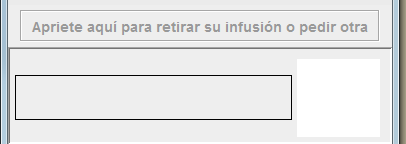 Apriete aquí para retirar su infusión o pedir otra